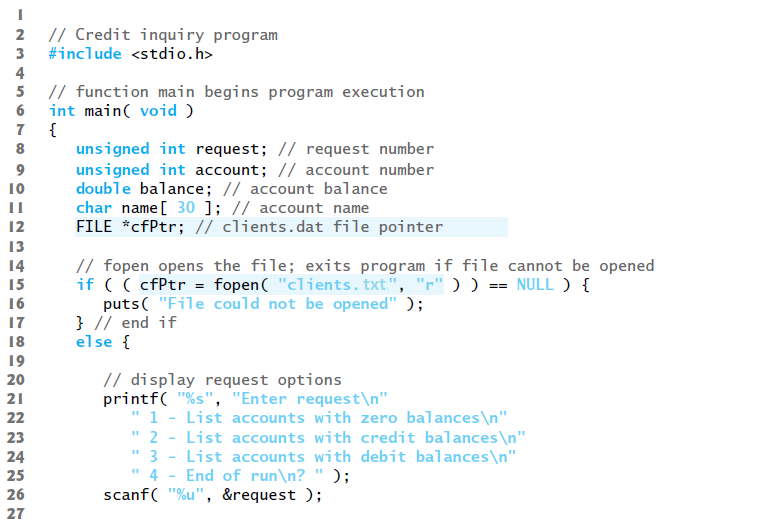 1
2 // Credit inquiry program
3 #include <stdio.h>
4
5 // function main begins program execution
6 int main( void )
7 {
8 unsigned int request; // request number
9 unsigned int account; // account number
10 double balance; // account balance
11 char name[ 30 ]; // account name
12 FILE *cfPtr; // clients.dat file pointer
13
14 // fopen opens the file; exits program if file cannot be opened
15 if ( ( cfPtr = fopen( "clients.txt", "r" ) ) == NULL ) {
16 puts( "File could not be opened" );
17 } // end if
18 else {
19
20 // display request options
21 printf( "%s", "Enter request\n"
22 " 1 - List accounts with zero balances\n"
23 " 2 - List accounts with credit balances\n"
24 " 3 - List accounts with debit balances\n"
25 " 4 - End of run\n? " );
26 scanf( "%u", &request );
27